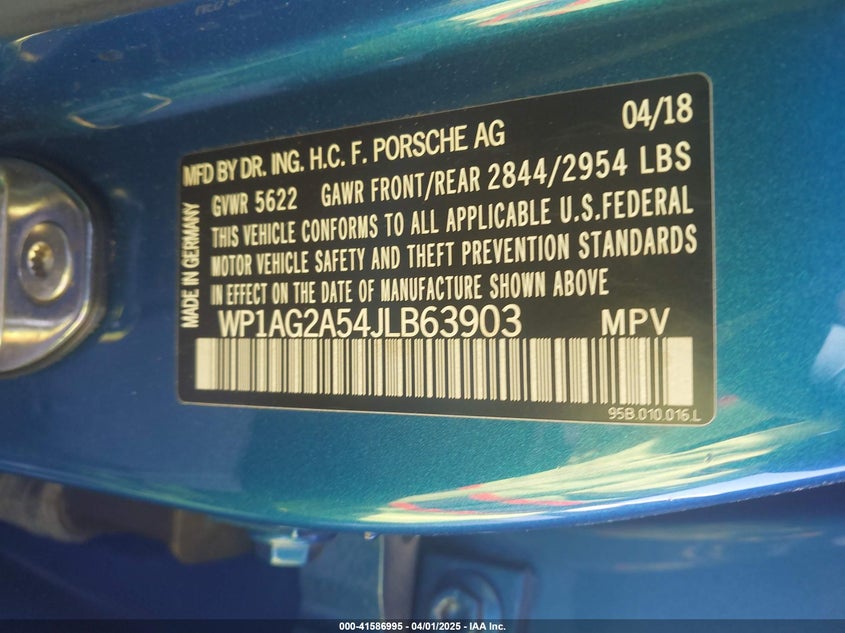 MFD BY DR. ING. H.C. F. PORSCHE AG 04/18
GVWR 5622 GAWR FRONT/REAR 2844/2954 LBS
THIS VEHICLE CONFORMS TO ALL APPLICABLE U.S.FEDERAL
MOTOR VEHICLE SAFETY AND THEFT PREVENTION STANDARDS
IN EFFECT ON THE DATE OF MANUFACTURE SHOWN ABOVE
MADE IN GERMANY
WP1AG2A54JLB63903 MPV
95B.010.016.L
000-41586995 - 04/01/2025 - IAA Inc.